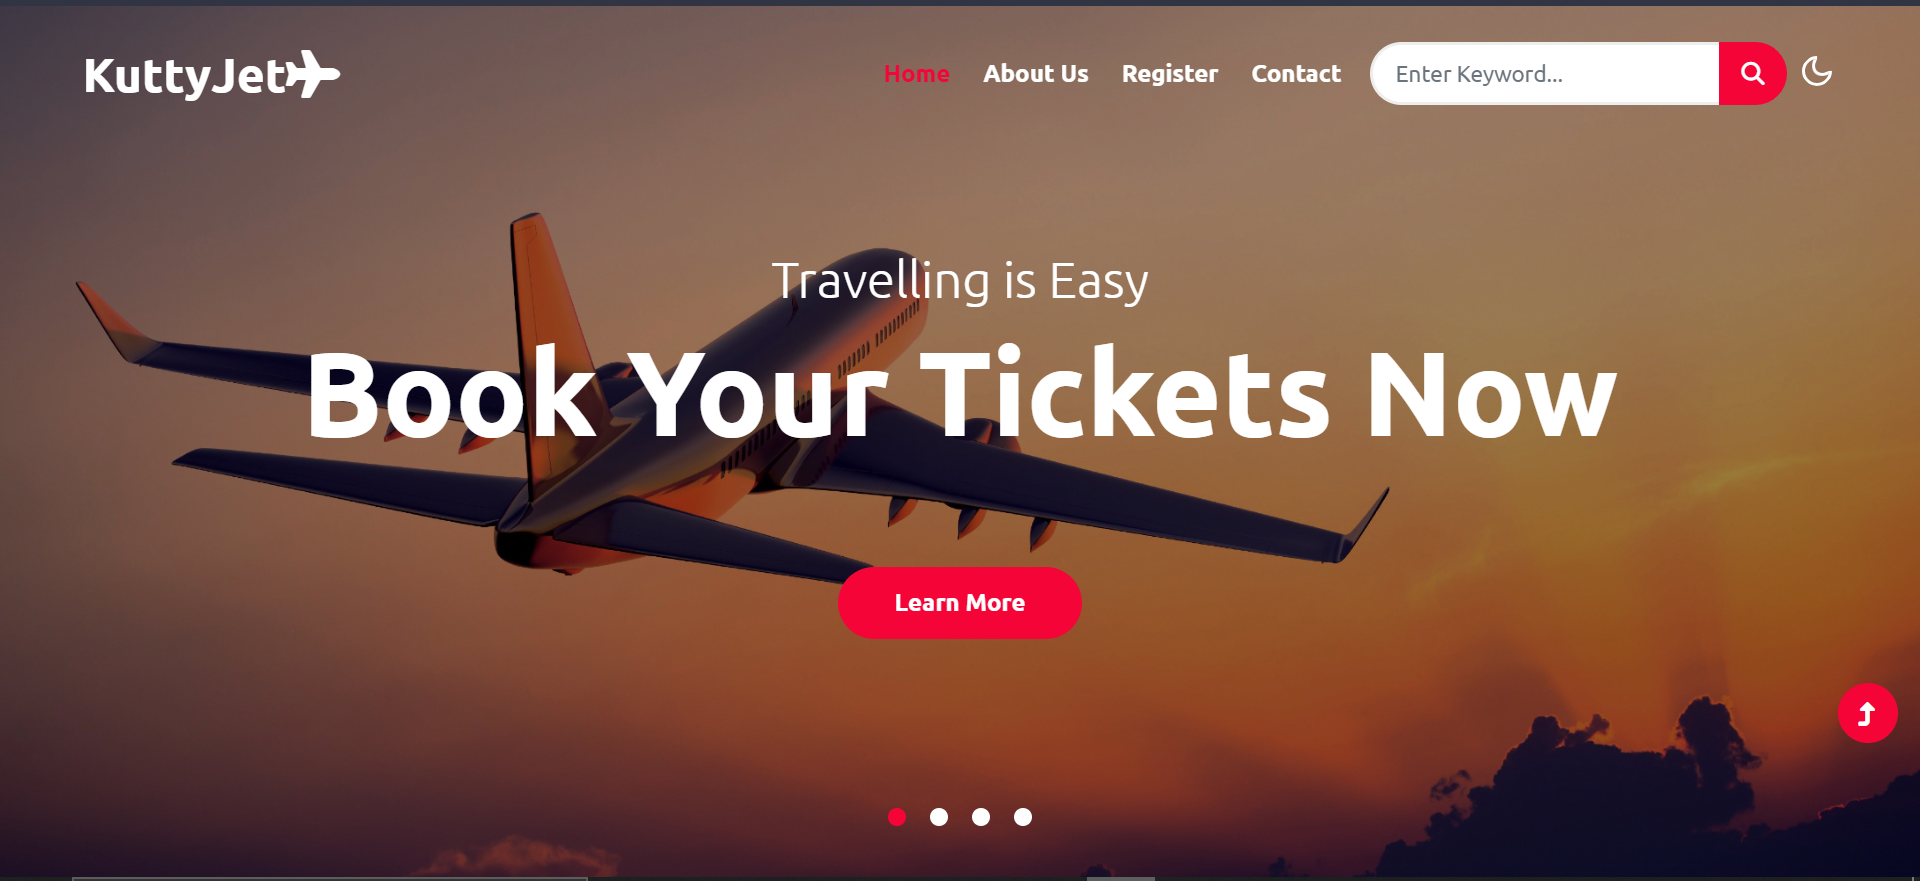 KuttyJet
Home About Us Register Contact Enter Keyword...
Travelling is Easy
Book Your Tickets Now
Learn More